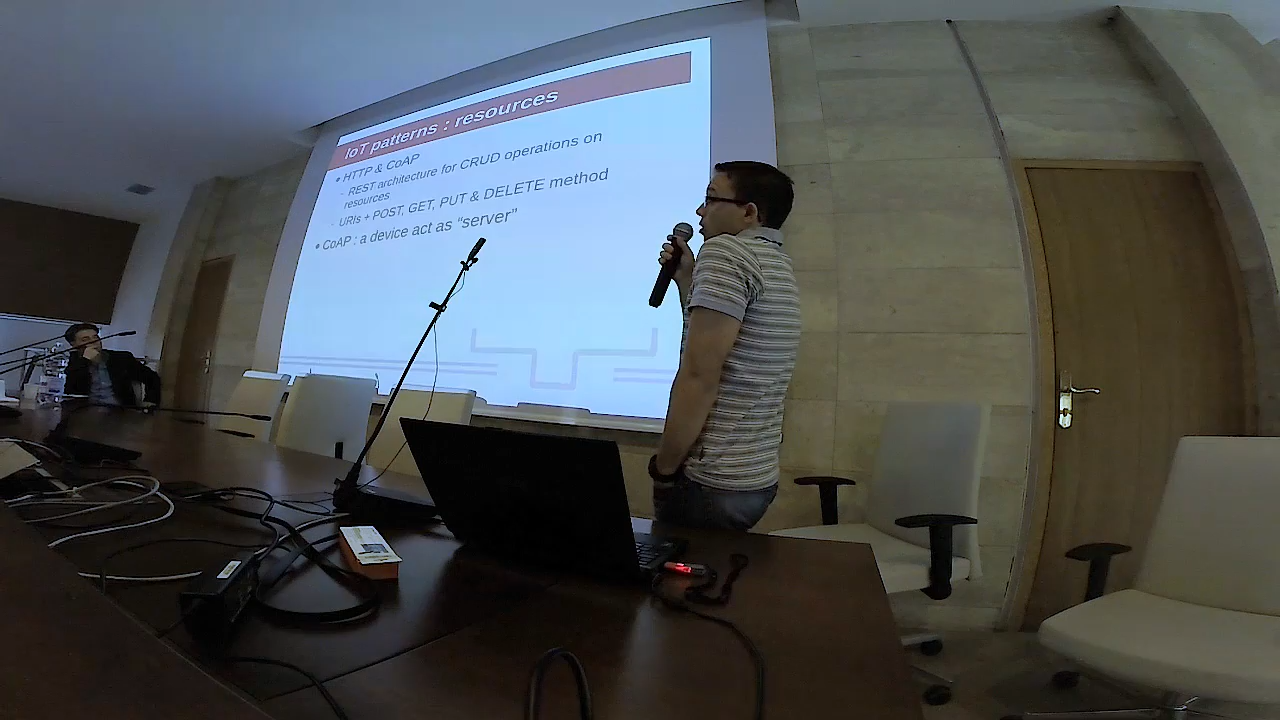 IoT patterns : resources
• HTTP & CoAP
- REST architecture for CRUD operations on
resources
- URIs + POST, GET, PUT & DELETE method
• CoAP : a device act as “server”